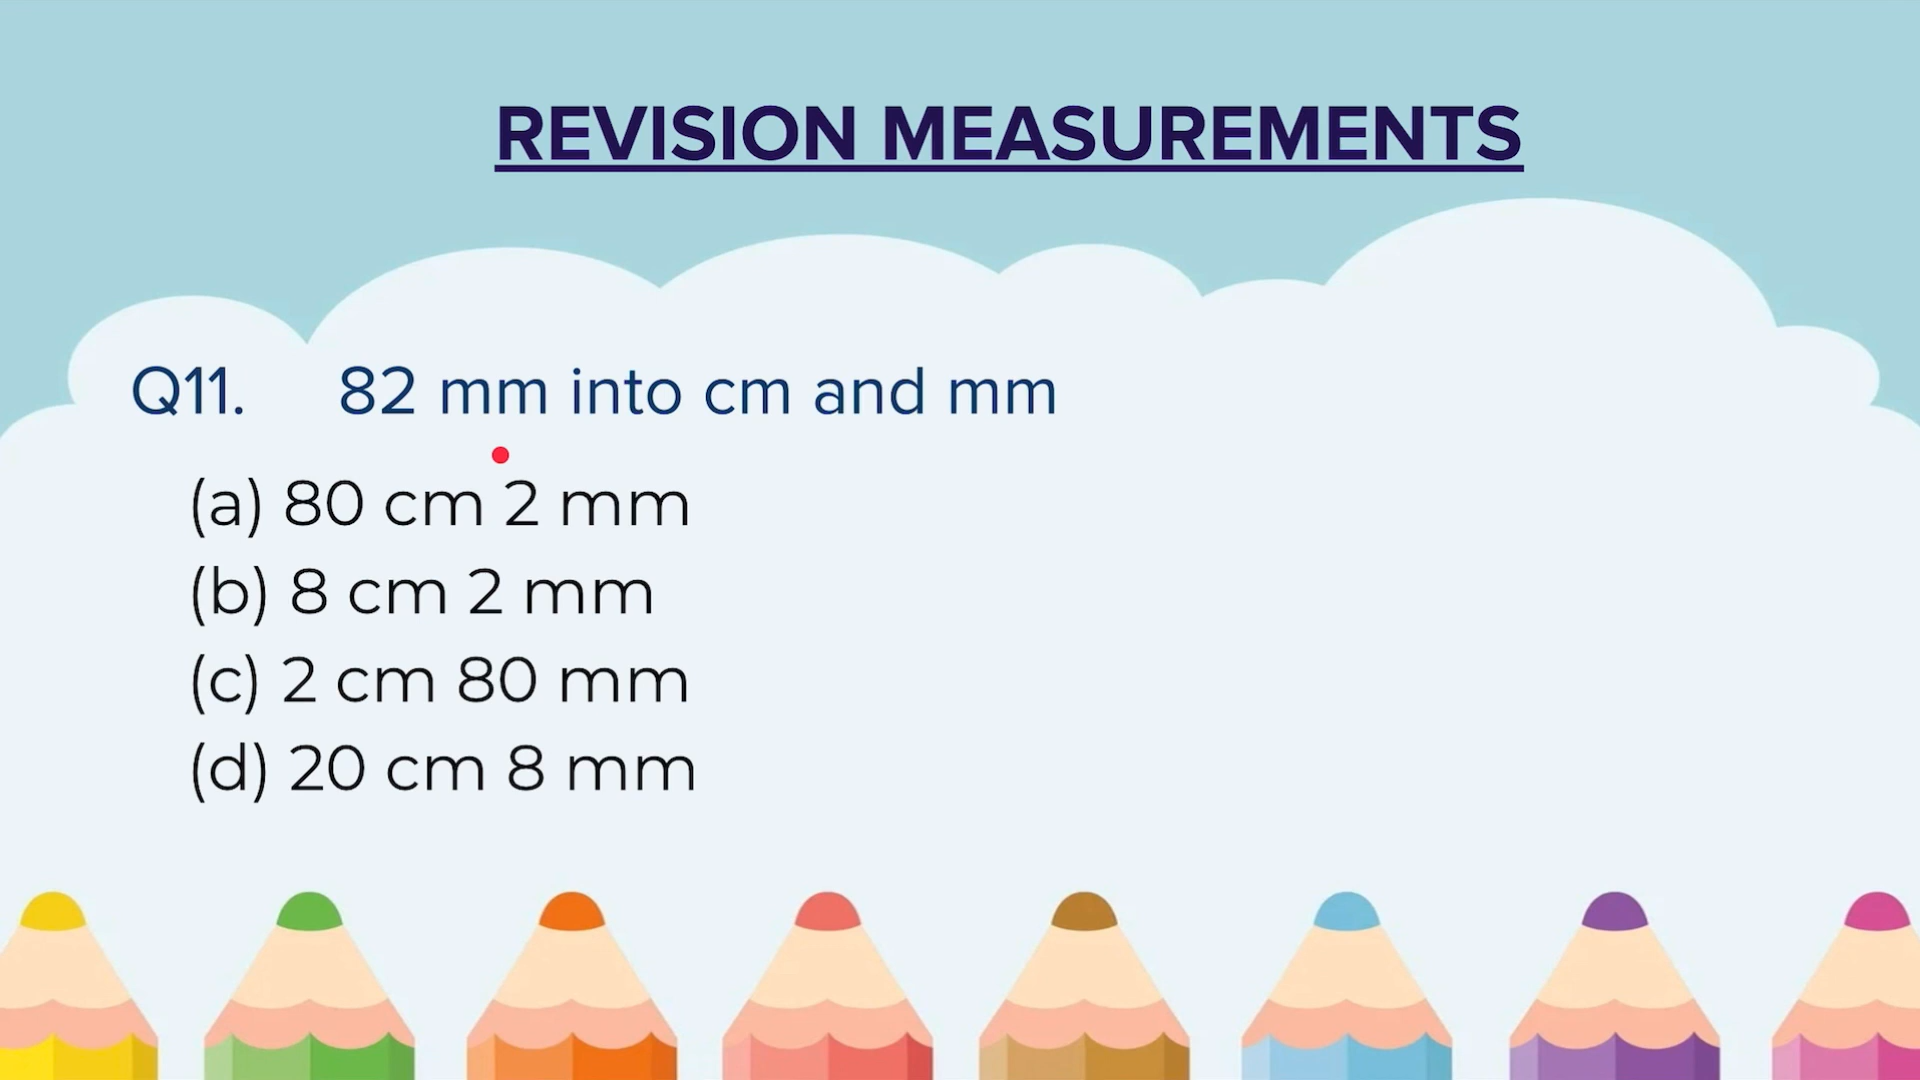 REVISION MEASUREMENTS
Q11. 82 mm into cm and mm
(a) 80 cm 2 mm
(b) 8 cm 2 mm
(c) 2 cm 80 mm
(d) 20 cm 8 mm